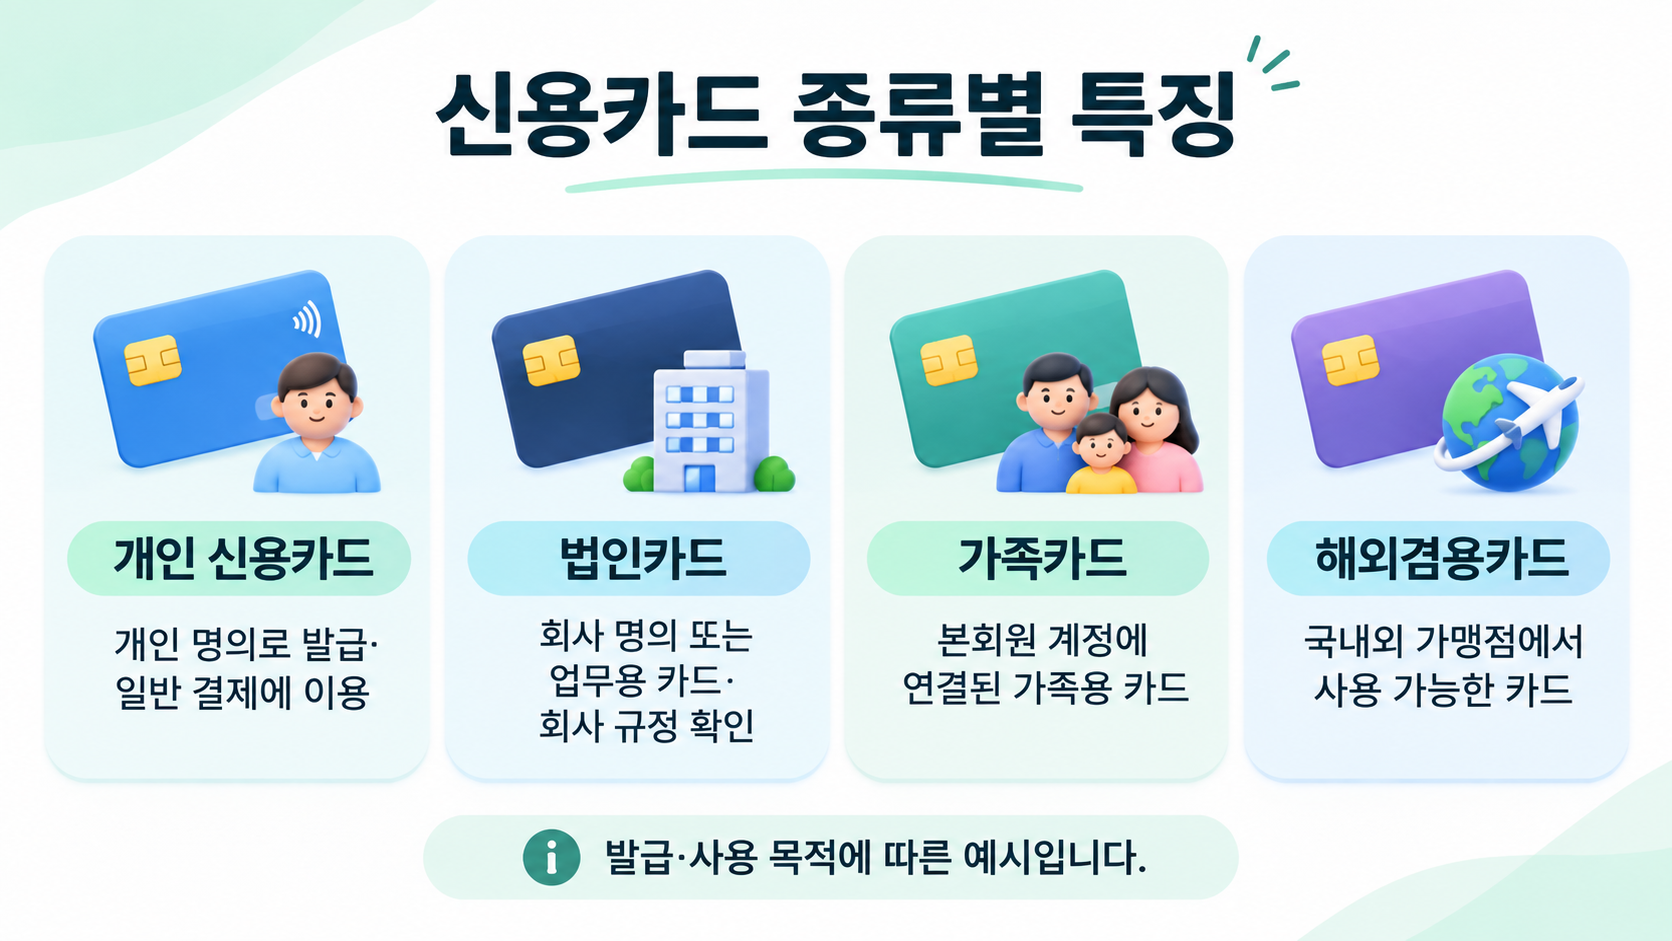 신용카드 종류별 특징
개인 신용카드
개인 명의로 발급·
일반 결제에 이용
법인카드
회사 명의 또는
업무용 카드·
회사 규정 확인
가족카드
본회원 계정에
연결된 가족용 카드
해외겸용카드
국내외 가맹점에서
사용 가능한 카드
발급·사용 목적에 따른 예시입니다.